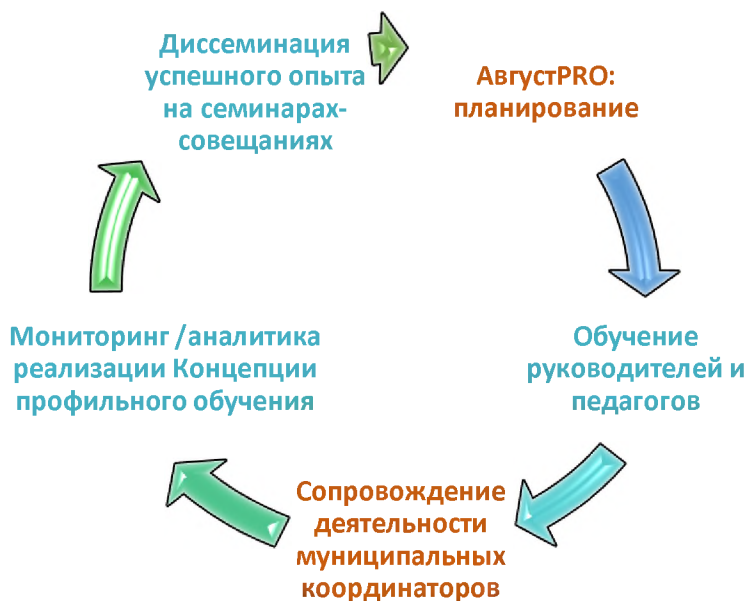 Диссеминация
успешного опыта
на семинарах-
совещаниях
АвгустPRO:
планирование
Обучение
руководителей и
педагогов
Сопровождение
деятельности
муниципальных
координаторов
Мониторинг /аналитика
реализации Концепции
профильного обучения